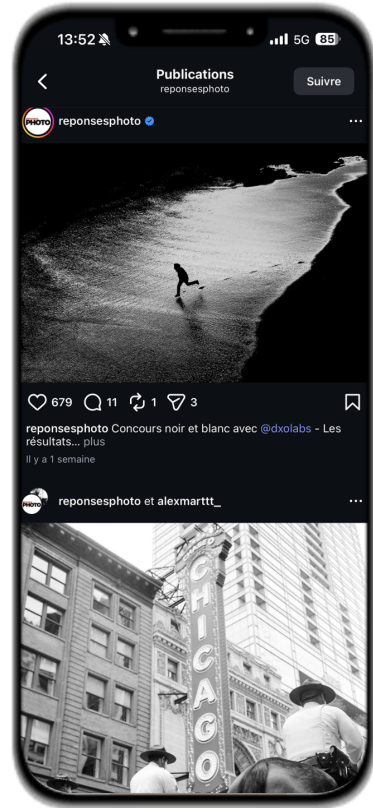 13:52
5G 85
Publications
reponsesphoto
Suivre
PHOTO
reponsesphoto
679 11 1 3
reponsesphoto Concours noir et blanc avec @dxolabs - Les
résultats... plus
Il y a 1 semaine
PHOTO
reponsesphoto et alexmarttt_
CHICAGO